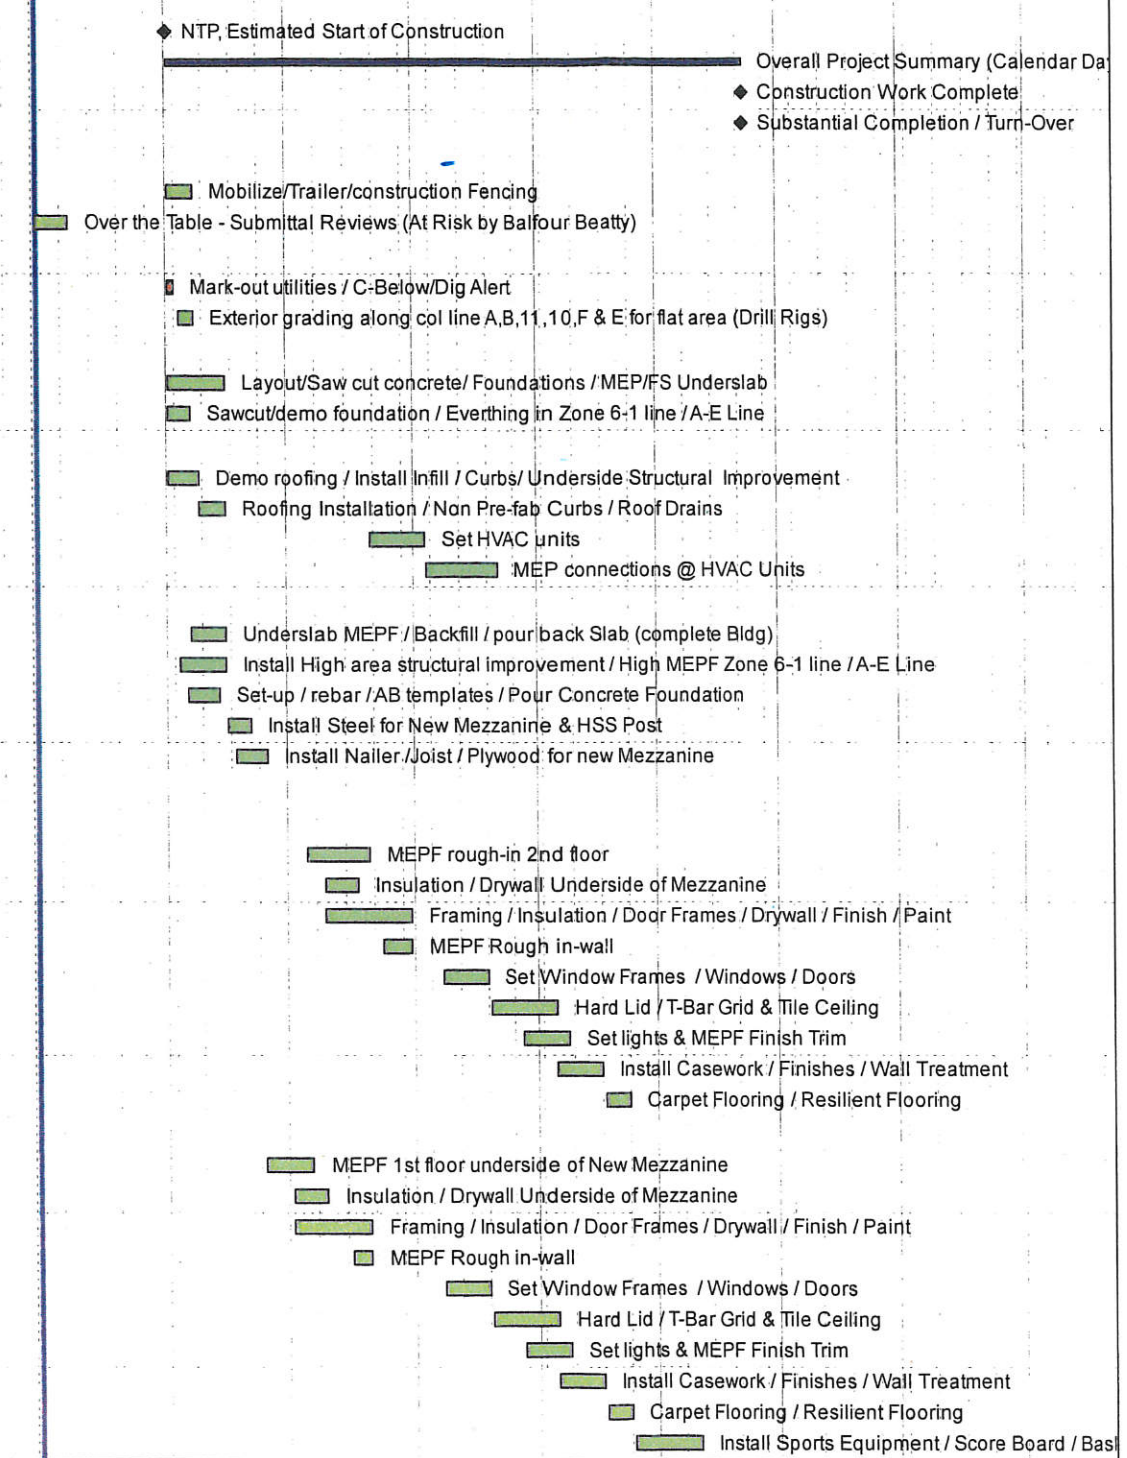 NTP, Estimated Start of Construction
Overall Project Summary (Calendar Da
Construction Work Complete
Substantial Completion / Turn-Over
Mobilize/Trailer/construction Fencing
Over the Table - Submittal Reviews (At Risk by Balfour Beatty)
Mark-out utilities / C-Below/Dig Alert
Exterior grading along col line A,B,11,10,F & E for flat area (Drill Rigs)
Layout/Saw cut concrete/ Foundations / MEP/FS Underslab
Sawcut/demo foundation / Everthing in Zone 6-1 line / A-E Line
Demo roofing / Install Infill / Curbs/ Underside Structural Improvement
Roofing Installation / Non Pre-fab Curbs / Roof Drains
Set HVAC units
MEP connections @ HVAC Units
Underslab MEPF / Backfill / pour back Slab (complete Bldg)
Install High area structural improvement / High MEPF Zone 6-1 line / A-E Line
Set-up / rebar / AB templates / Pour Concrete Foundation
Install Steel for New Mezzanine & HSS Post
Install Nailer /Joist / Plywood for new Mezzanine
MEPF rough-in 2nd floor
Insulation / Drywall Underside of Mezzanine
Framing / Insulation / Door Frames / Drywall / Finish / Paint
MEPF Rough in-wall
Set Window Frames / Windows / Doors
Hard Lid / T-Bar Grid & Tile Ceiling
Set lights & MEPF Finish Trim
Install Casework / Finishes / Wall Treatment
Carpet Flooring / Resilient Flooring
MEPF 1st floor underside of New Mezzanine
Insulation / Drywall Underside of Mezzanine
Framing / Insulation / Door Frames / Drywall / Finish / Paint
MEPF Rough in-wall
Set Window Frames / Windows / Doors
Hard Lid / T-Bar Grid & Tile Ceiling
Set lights & MEPF Finish Trim
Install Casework / Finishes / Wall Treatment
Carpet Flooring / Resilient Flooring
Install Sports Equipment / Score Board / Bas